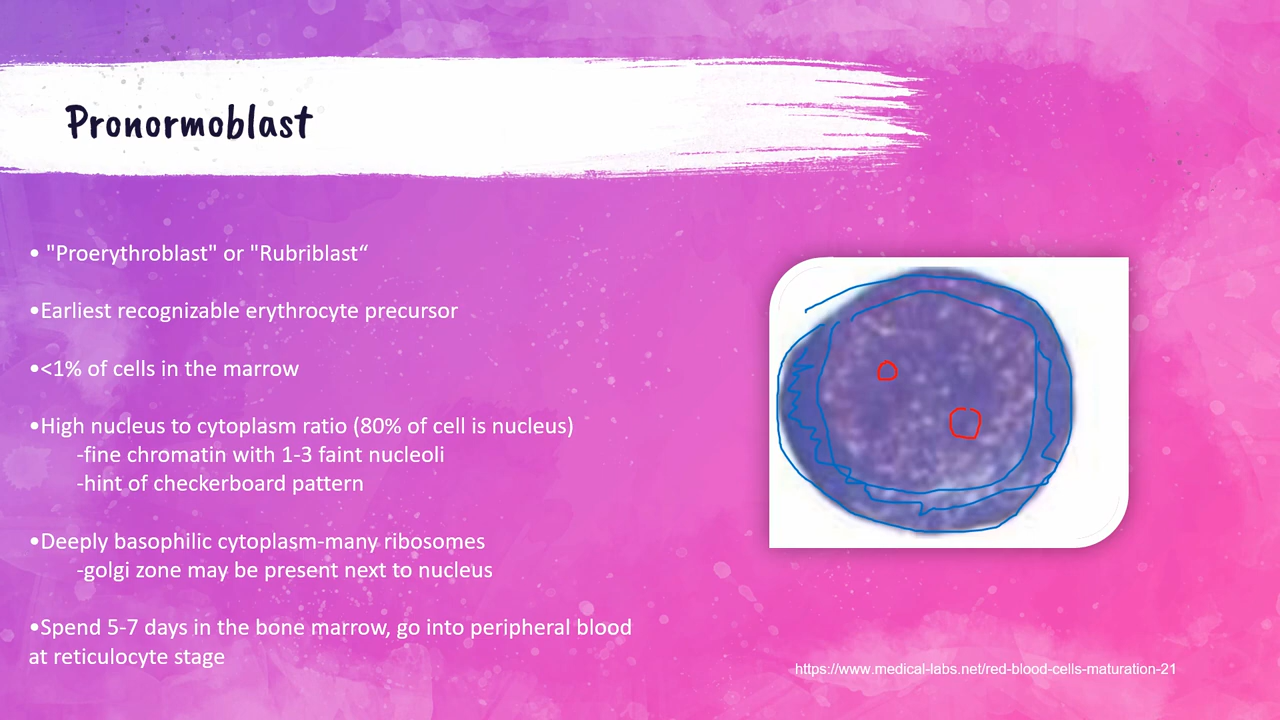 Pronormoblast
• "Proerythroblast" or "Rubriblast“
•Earliest recognizable erythrocyte precursor
•<1% of cells in the marrow
•High nucleus to cytoplasm ratio (80% of cell is nucleus)
-fine chromatin with 1-3 faint nucleoli
-hint of checkerboard pattern
•Deeply basophilic cytoplasm-many ribosomes
-golgi zone may be present next to nucleus
•Spend 5-7 days in the bone marrow, go into peripheral blood
at reticulocyte stage
https://www.medical-labs.net/red-blood-cells-maturation-21